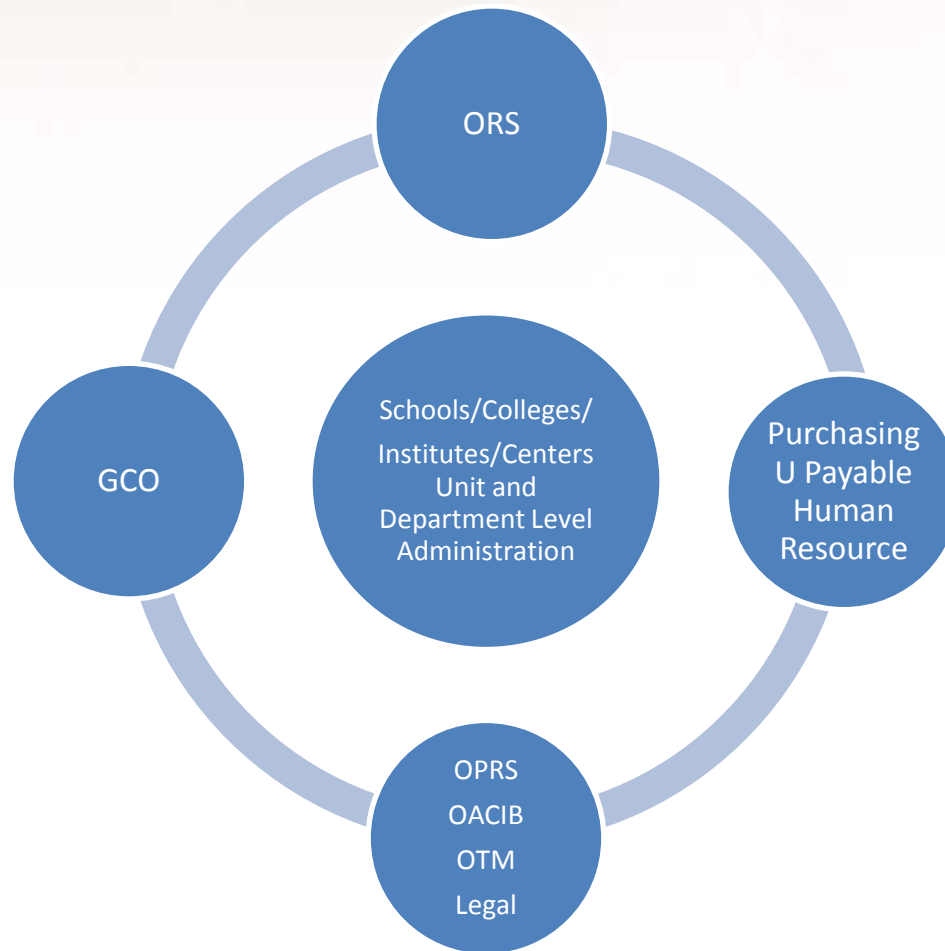 ORS
Schools/Colleges/
Institutes/Centers
Unit and
Department Level
Administration
GCO
Purchasing
U Payable
Human
Resource
OPRS
OACIB
OTM
Legal